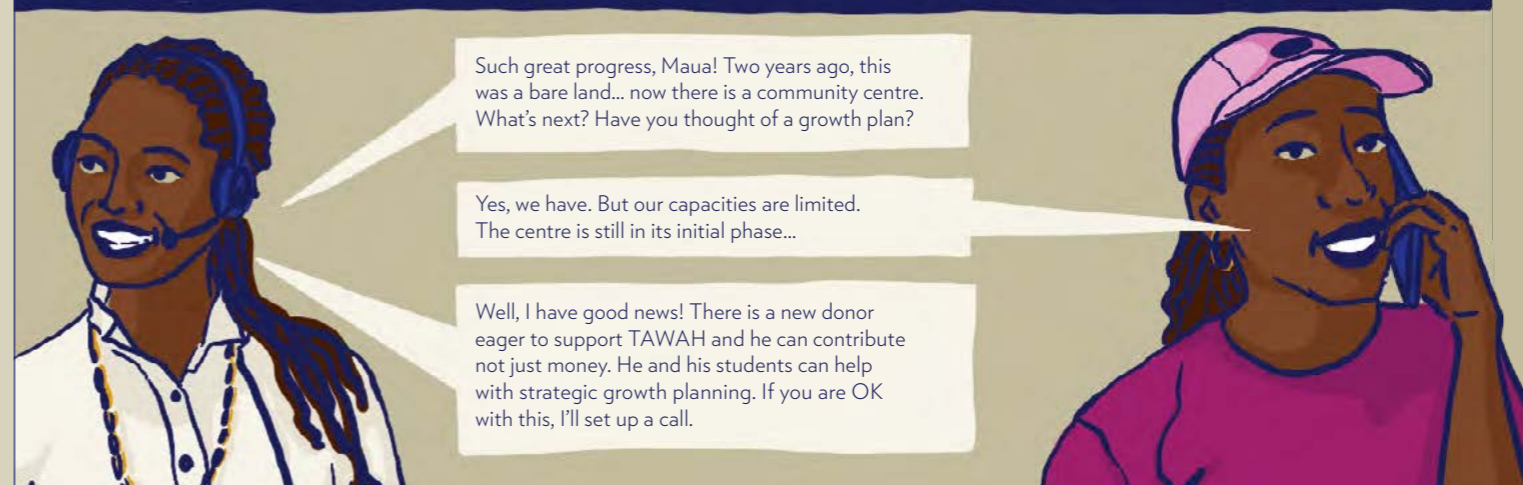 Such great progress, Maua! Two years ago, this
was a bare land... now there is a community centre.
What's next? Have you thought of a growth plan?
Yes, we have. But our capacities are limited.
The centre is still in its initial phase...
Well, I have good news! There is a new donor
eager to support TAWAH and he can contribute
not just money. He and his students can help
with strategic growth planning. If you are OK
with this, I'll set up a call.